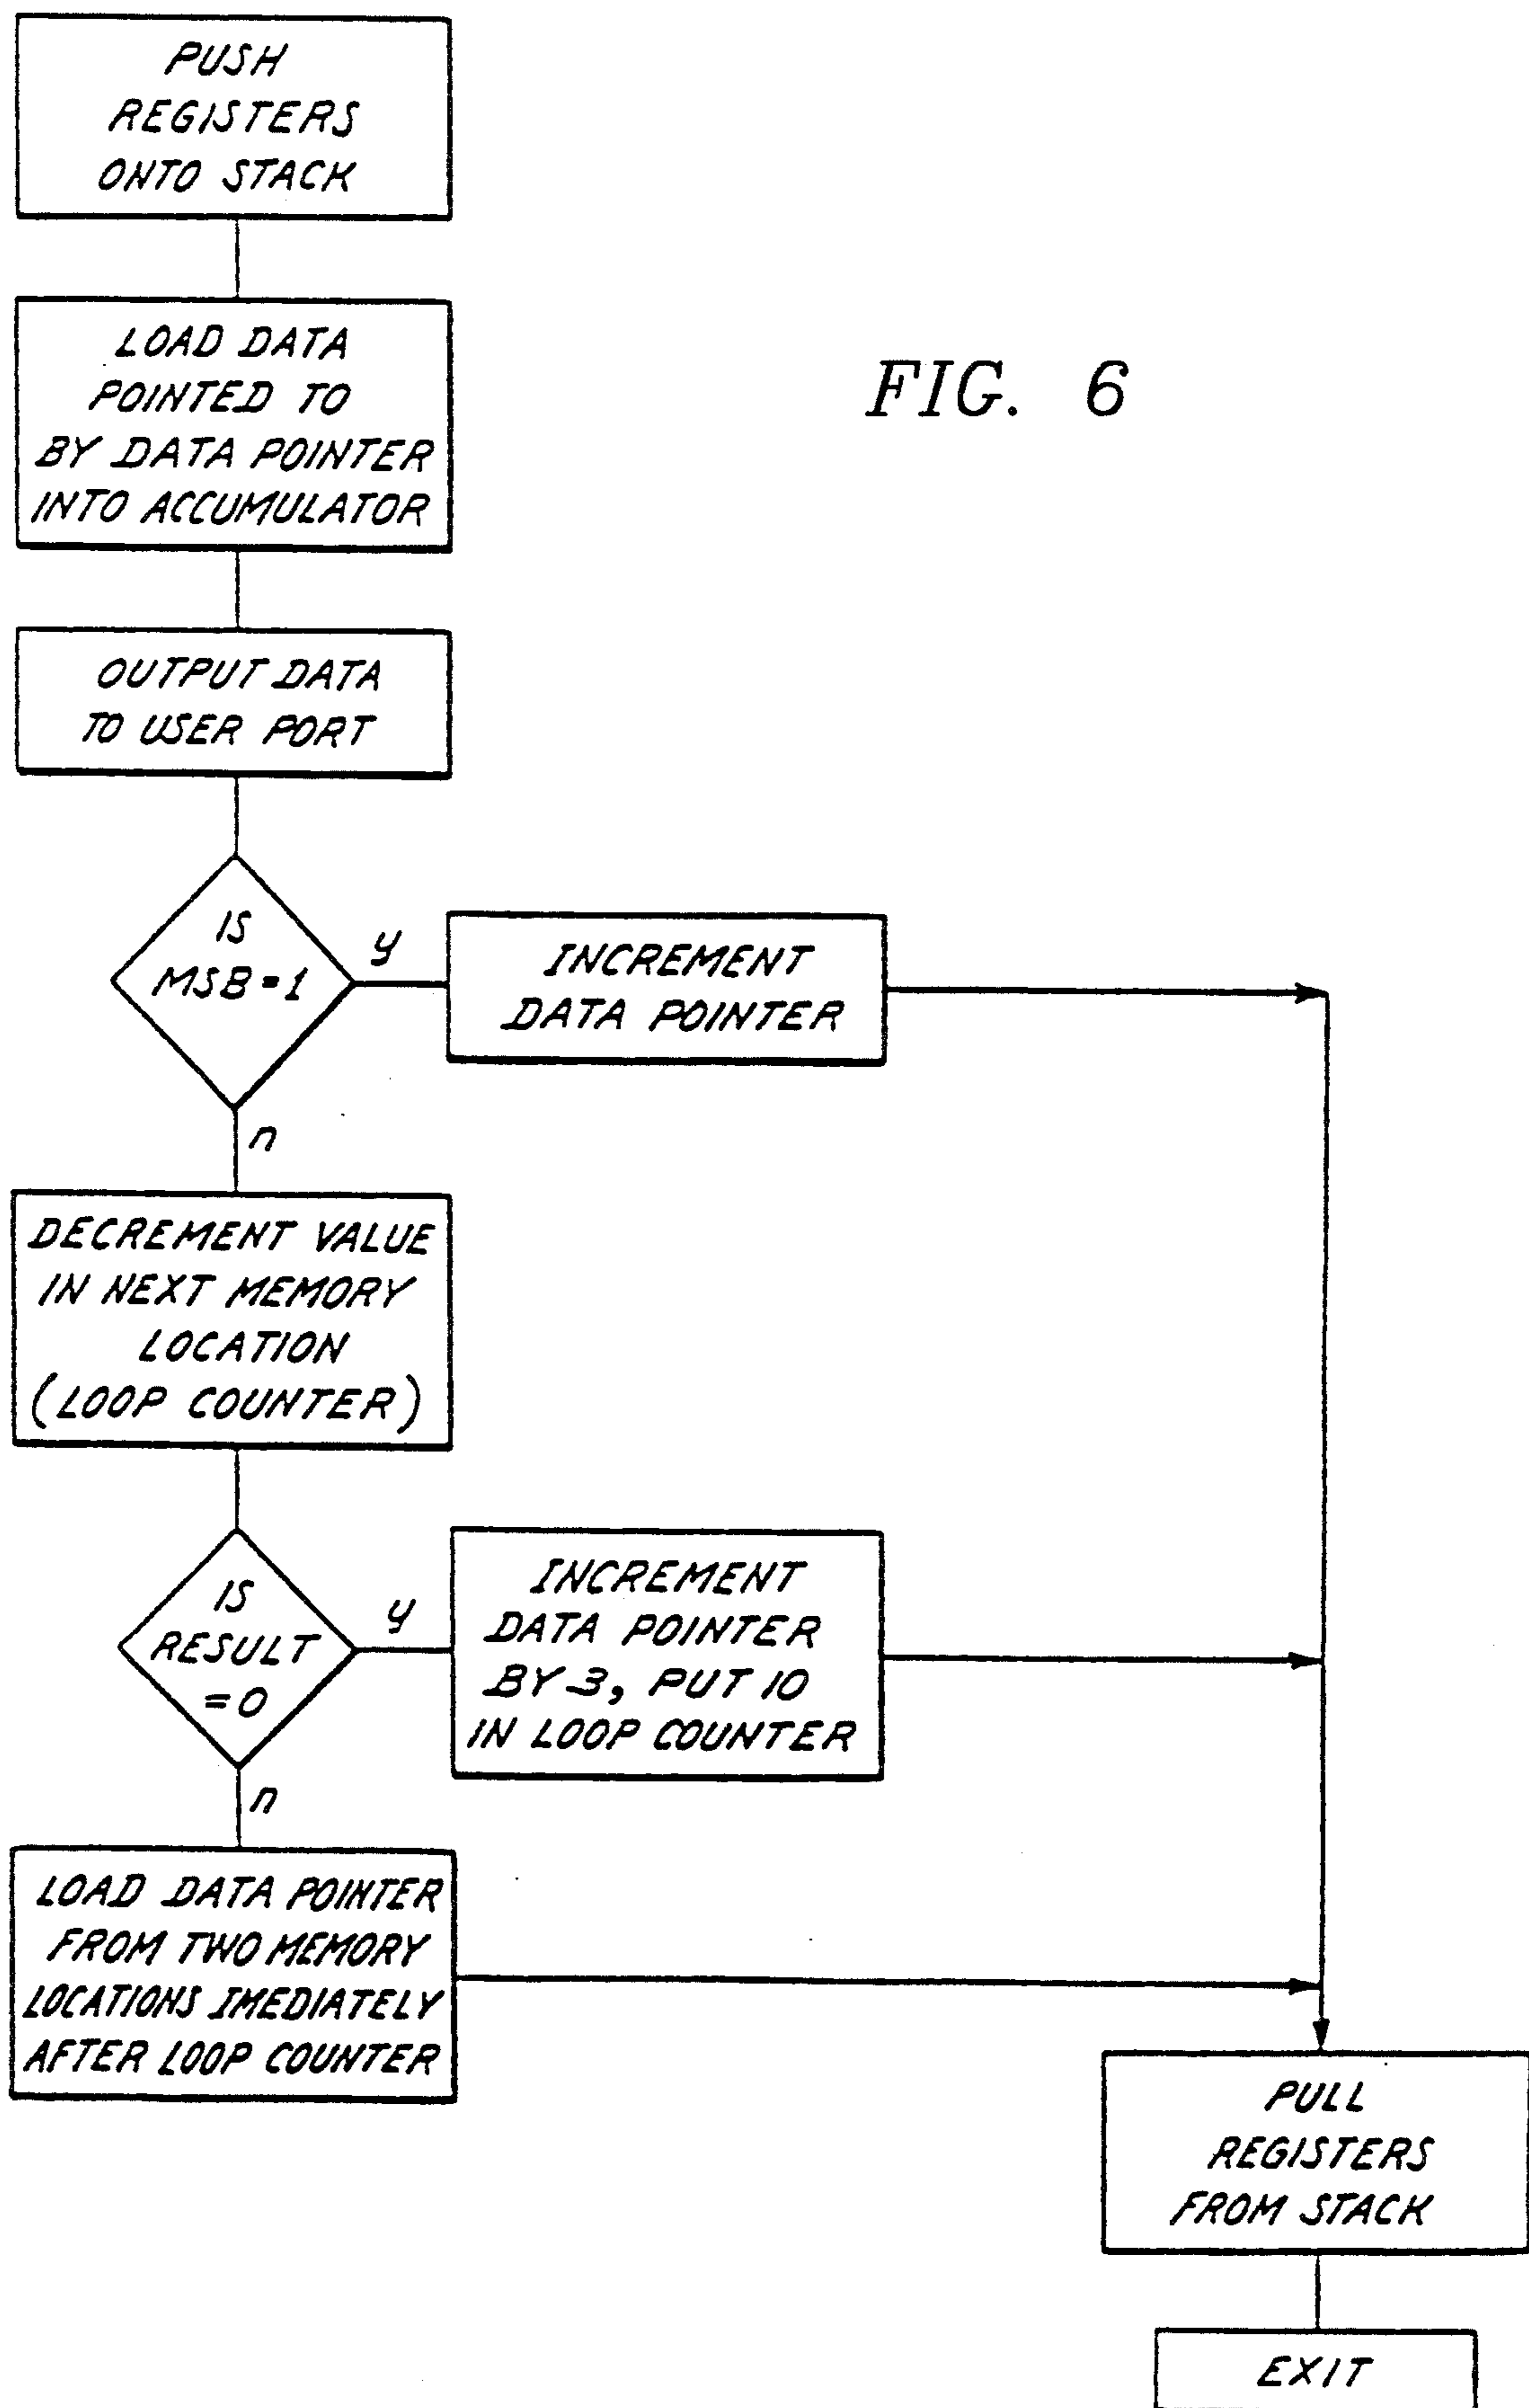 PUSH
REGISTERS
ONTO STACK
LOAD DATA
POINTED TO
BY DATA POINTER
INTO ACCUMULATOR
FIG. 6
OUTPUT DATA
TO USER PORT
IS
MSB=1
y
INCREMENT
DATA POINTER
n
DECREMENT VALUE
IN NEXT MEMORY
LOCATION
(LOOP COUNTER)
IS
RESULT
=0
y
INCREMENT
DATA POINTER
BY 3, PUT 10
IN LOOP COUNTER
n
LOAD DATA POINTER
FROM TWO MEMORY
LOCATIONS IMEDIATELY
AFTER LOOP COUNTER
PULL
REGISTERS
FROM STACK
EXIT